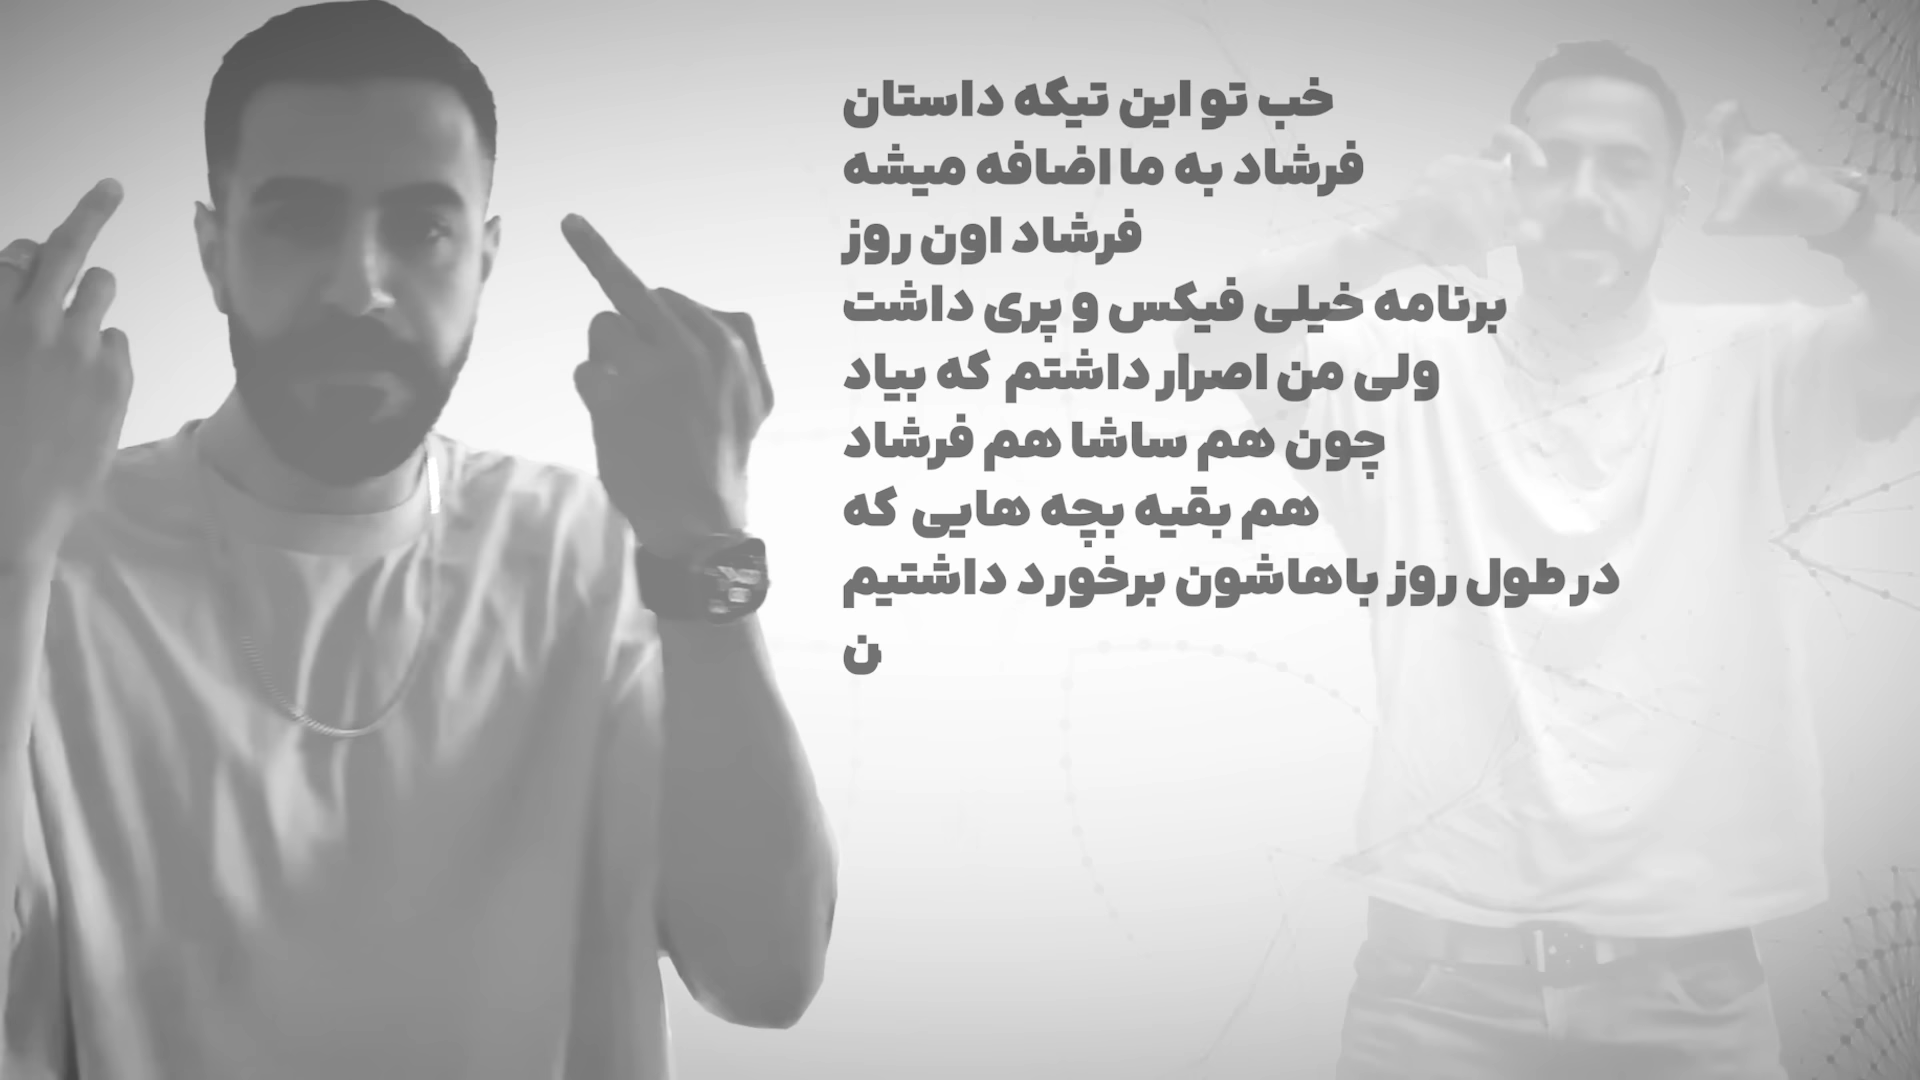 خب تو این تیکه داستان
فرشاد به ما اضافه میشه
فرشاد اون روز
برنامه خیلی فیکس و پری داشت
ولی من اصرار داشتم که بیاد
چون هم ساشا هم فرشاد
هم بقیه بچه هایی که
در طول روز باهاشون برخورد داشتیم
ن